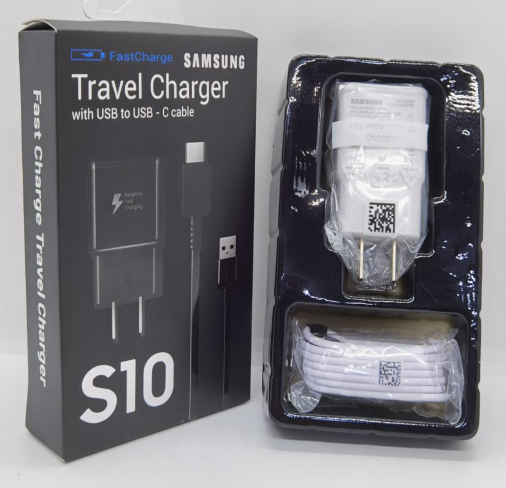 FastCharge
SAMSUNG
Travel Charger
with USB to USB - C cable
Adaptive
Fast
Charging
S10
Fast Charge Travel Charger
SAMSUNG